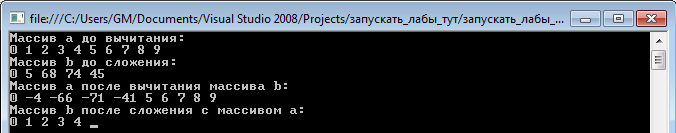 file:///C:/Users/GM/Documents/Visual Studio 2008/Projects/запускать_лабы_тут/запускать_лабы_...
Массив a до вычитания:
0 1 2 3 4 5 6 7 8 9
Массив b до сложения:
0 5 68 74 45
Массив a после вычитания массива b:
0 -4 -66 -71 -41 5 6 7 8 9
Массив b после сложения с массивом a:
0 1 2 3 4 _